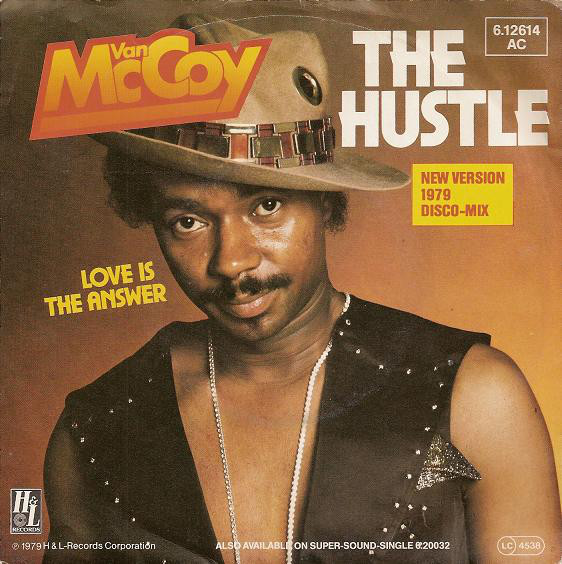 Van
McCoy
THE
HUSTLE
6.12614
AC
NEW VERSION
1979
DISCO-MIX
LOVE IS
THE ANSWER
H&L
RECORDS
℗ 1979 H & L-Records Corporation
ALSO AVAILABLE ON SUPER-SOUND-SINGLE 6.20032
LC 4538